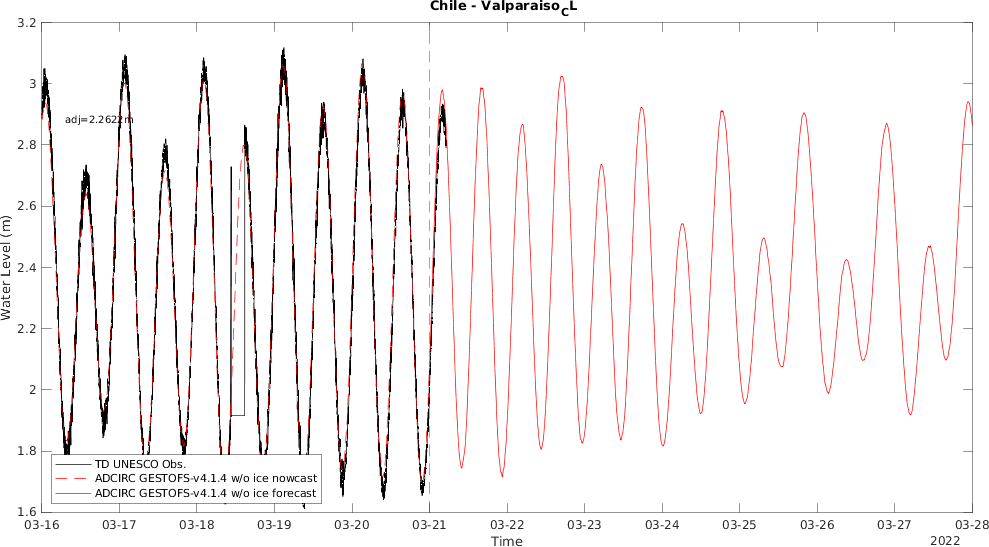 Chile - Valparaiso_CL
3.2
3
2.8
2.6
2.4
2.2
2
1.8
1.6
Water Level (m)
adj=2.2622m
TD UNESCO Obs.
ADCIRC GESTOFS-v4.1.4 w/o ice nowcast
ADCIRC GESTOFS-v4.1.4 w/o ice forecast
03-16 03-17 03-18 03-19 03-20 03-21 03-22 03-23 03-24 03-25 03-26 03-27 03-28
Time
2022